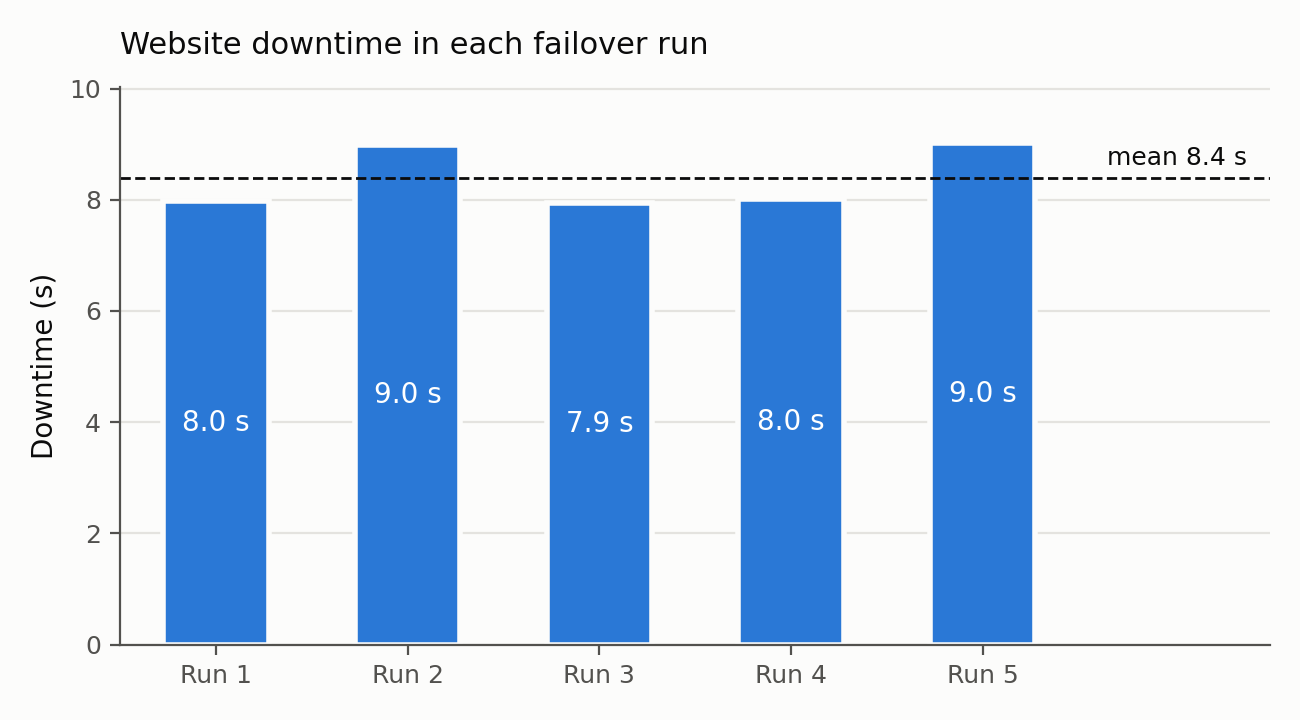 Website downtime in each failover run
Downtime (s)
10
8
6
4
2
0
mean 8.4 s
8.0 s
9.0 s
7.9 s
8.0 s
9.0 s
Run 1
Run 2
Run 3
Run 4
Run 5